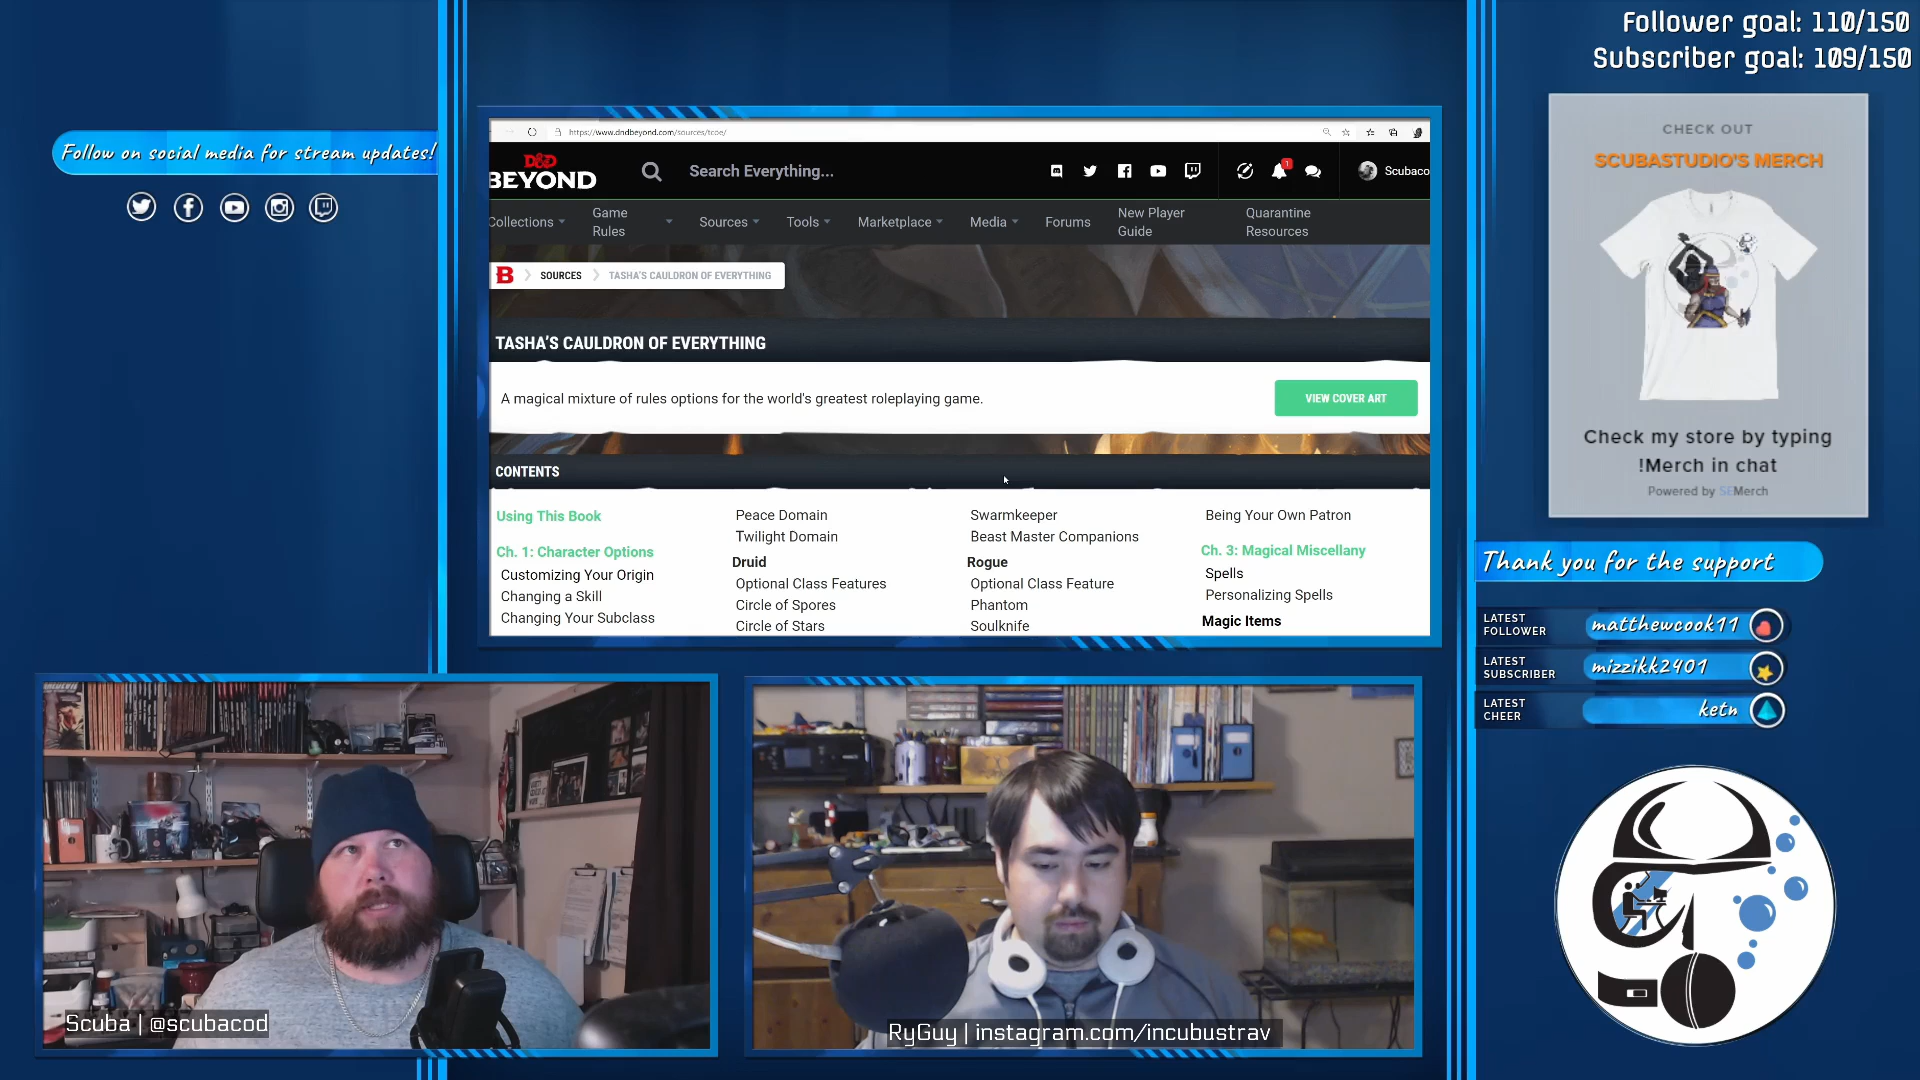 Follower goal: 110/150
Subscriber goal: 109/150
Follow on social media for stream updates!
https://www.dndbeyond.com/sources/tcoe/
D&D
BEYOND
Search Everything...
1
Scubaco
Collections
Game Rules
Sources
Tools
Marketplace
Media
Forums
New Player Guide
Quarantine Resources
B
SOURCES
TASHA'S CAULDRON OF EVERYTHING
TASHA'S CAULDRON OF EVERYTHING
A magical mixture of rules options for the world's greatest roleplaying game.
VIEW COVER ART
CONTENTS
Using This Book
Ch. 1: Character Options
Customizing Your Origin
Changing a Skill
Changing Your Subclass
Peace Domain
Twilight Domain
Druid
Optional Class Features
Circle of Spores
Circle of Stars
Swarmkeeper
Beast Master Companions
Rogue
Optional Class Feature
Phantom
Soulknife
Being Your Own Patron
Ch. 3: Magical Miscellany
Spells
Personalizing Spells
Magic Items
CHECK OUT
SCUBASTUDIO'S MERCH
Check my store by typing
!Merch in chat
Powered by SEMerch
Thank you for the support
LATEST FOLLOWER
matthewcook11
LATEST SUBSCRIBER
mizzikk2401
LATEST CHEER
ketn
Scuba | @scubacod
RyGuy | instagram.com/incubustrav